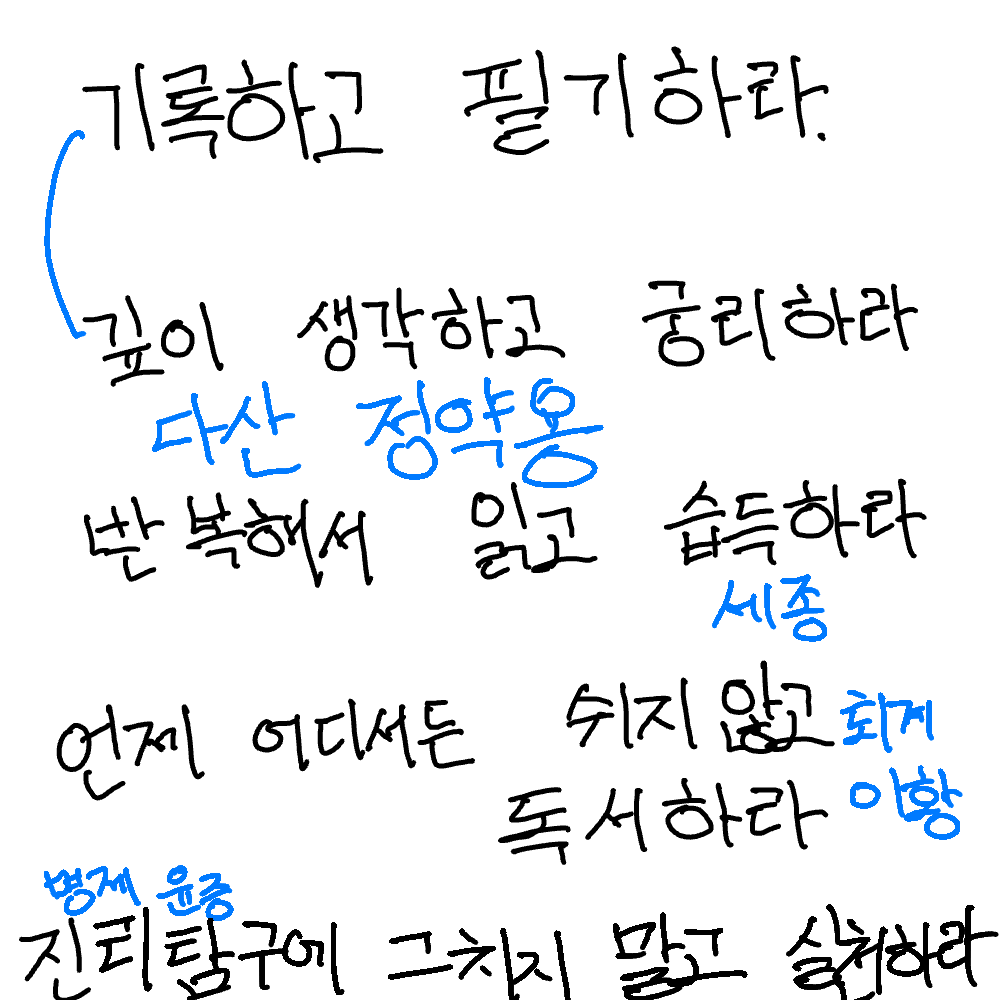 기록하고 필기하라.
깊이 생각하고 궁리하라
다산 정약용
반복해서 읽고 습득하라
세종
언제 어디서든 쉬지 않고
퇴계
독서하라
이황
명제 윤증
진리탐구에 그치지 말고 실천하라